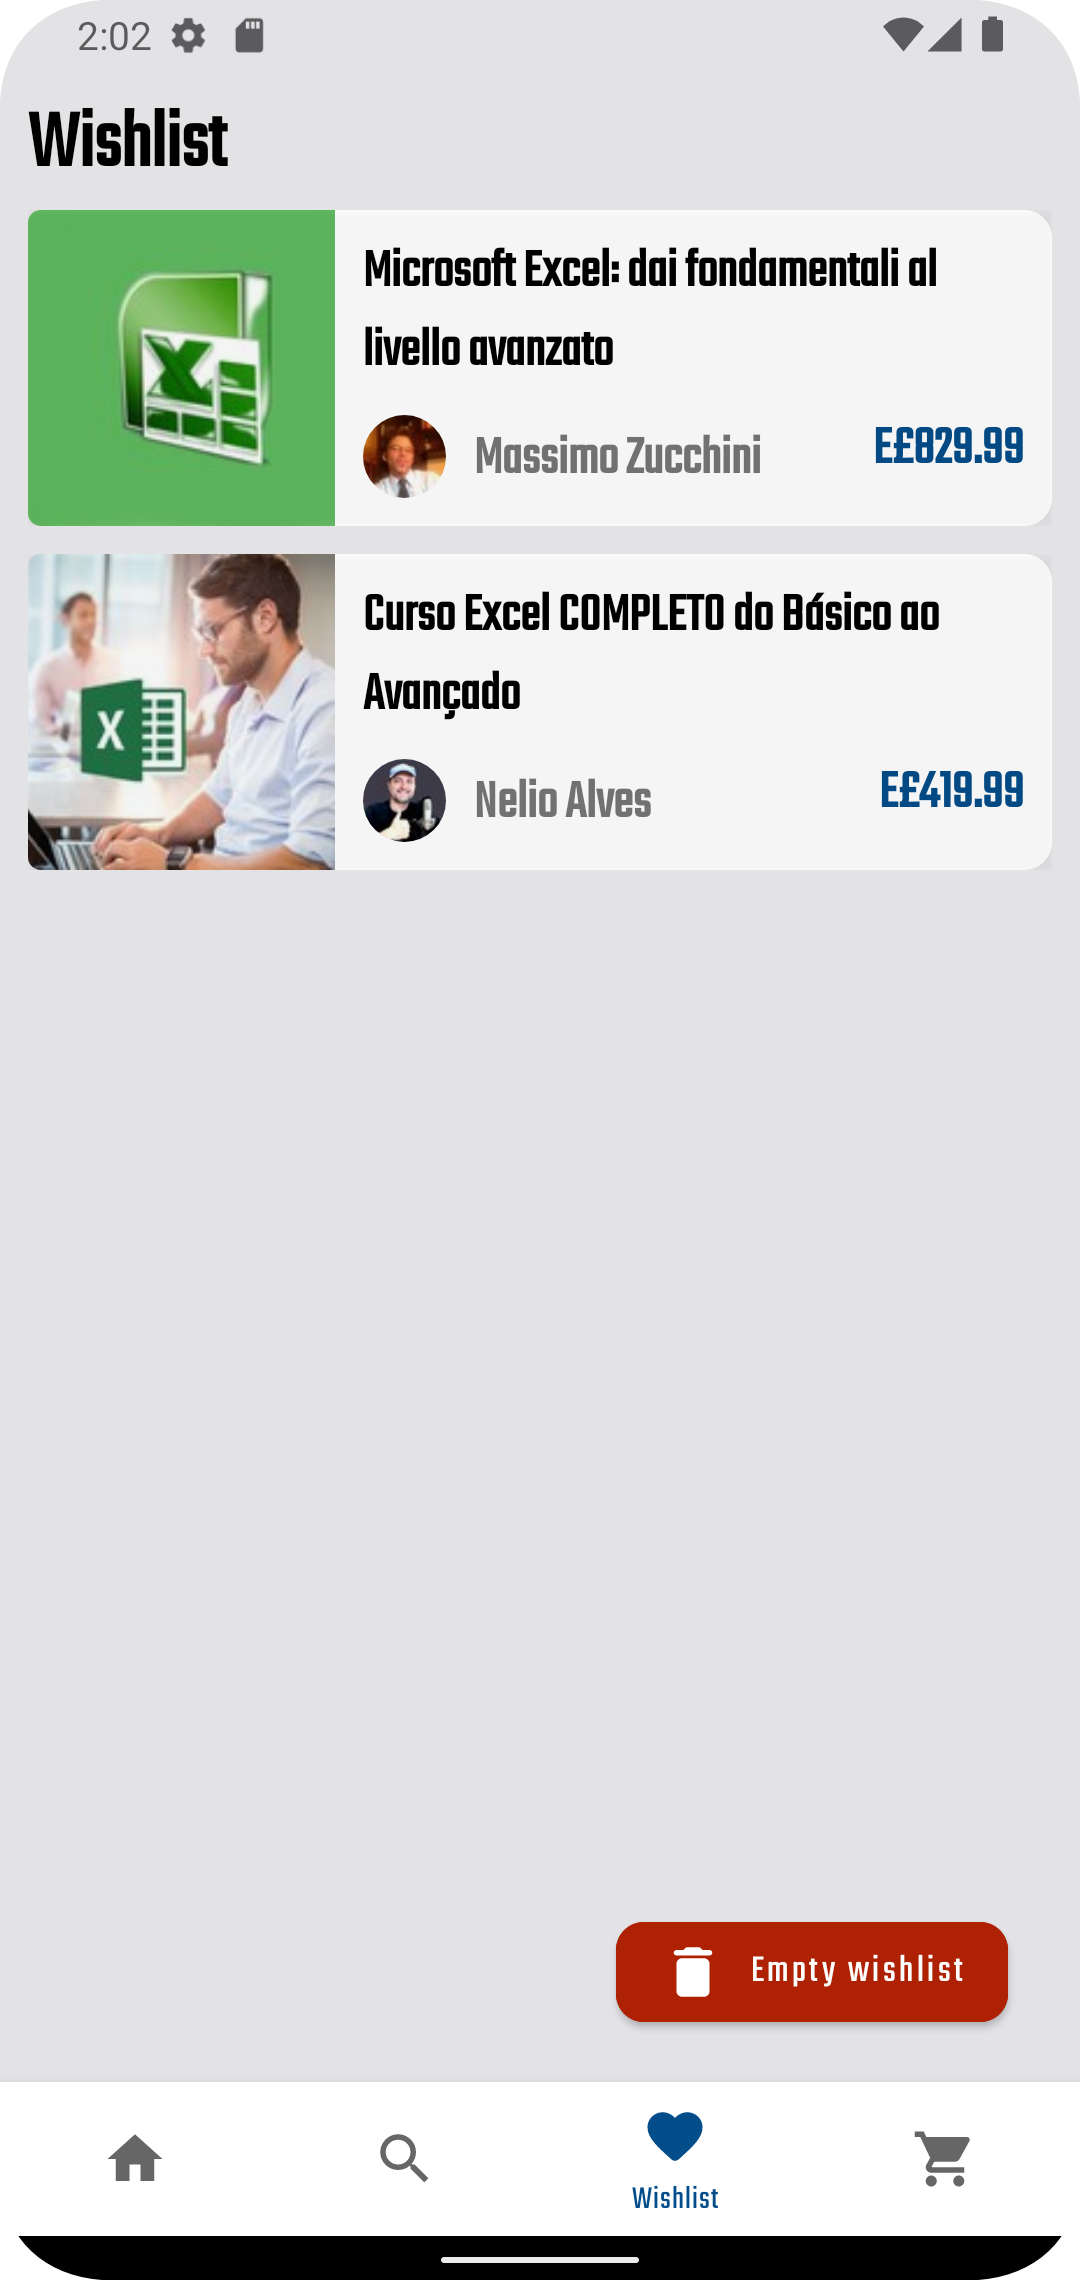 2:02
Wishlist
Microsoft Excel: dai fondamentali al
livello avanzato
Massimo Zucchini
E£829.99
Curso Excel COMPLETO do Básico ao
Avançado
Nelio Alves
E£419.99
Empty wishlist
Wishlist